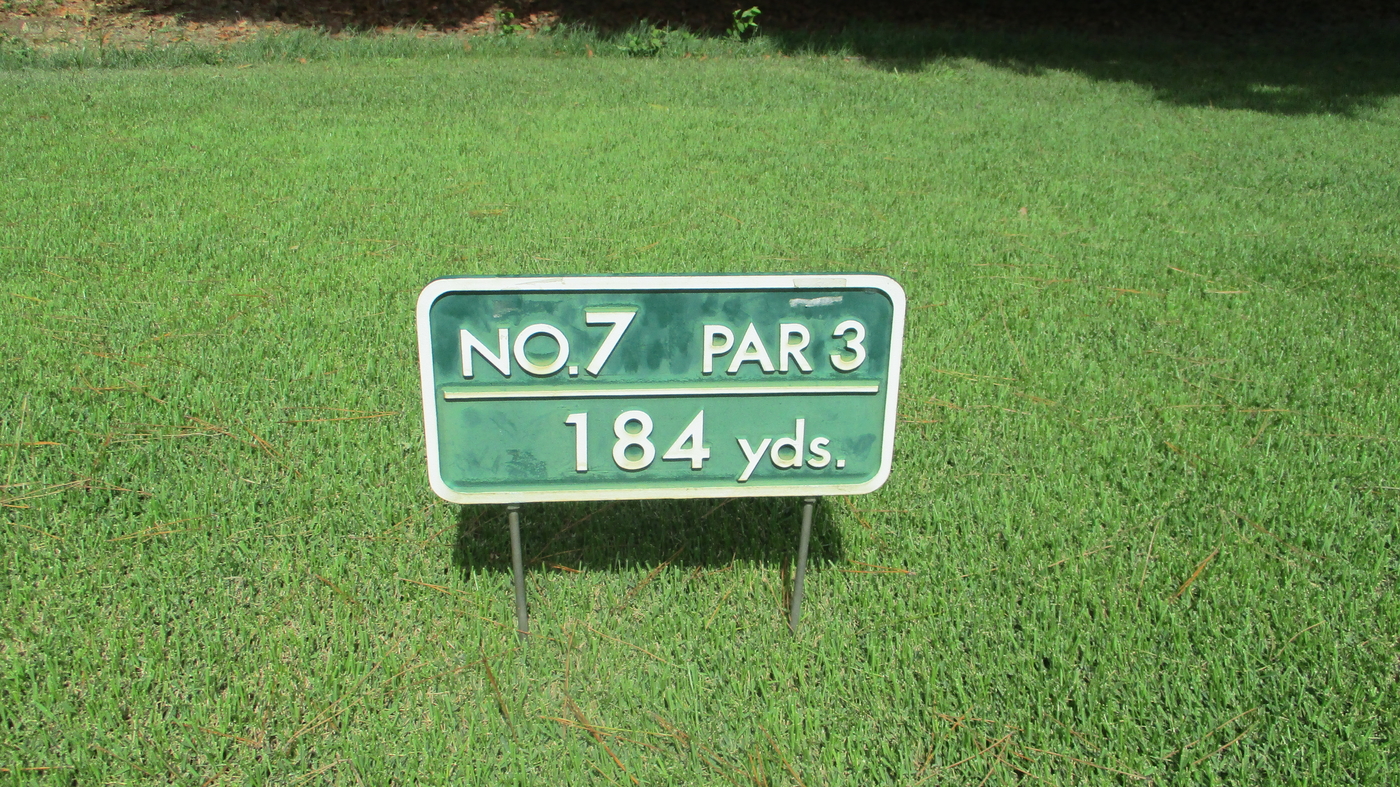 NO.7 PAR 3
184 yds.